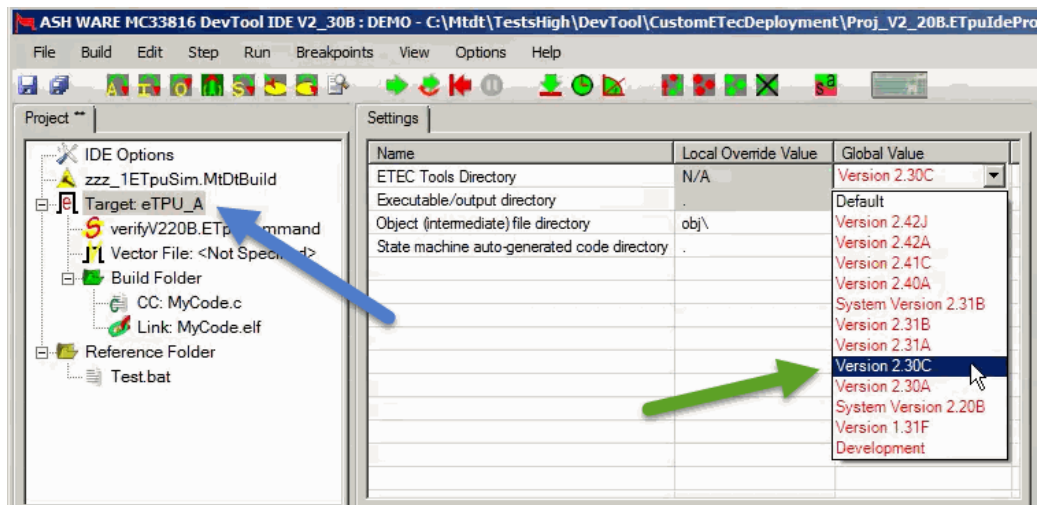 ASH WARE MC33816 DevTool IDE V2_30B : DEMO - C:\Mtdt\TestsHigh\DevTool\CustomETecDeployment\Proj_V2_20B.ETpuIdePro
File Build Edit Step Run Breakpoints View Options Help
Project **
IDE Options
zzz_1ETpuSim.MtDtBuild
Target: eTPU_A
verifyV220B.ETp ommand
Vector File: <Not Spec
Build Folder
CC: MyCode.c
Link: MyCode.elf
Reference Folder
Test.bat
Settings
Name Local Override Value Global Value
ETEC Tools Directory N/A Version 2.30C
Executable/output directory .
Object (intermediate) file directory obj\
State machine auto-generated code directory .
Default
Version 2.42J
Version 2.42A
Version 2.41C
Version 2.40A
System Version 2.31B
Version 2.31B
Version 2.31A
Version 2.30C
Version 2.30A
System Version 2.20B
Version 1.31F
Development